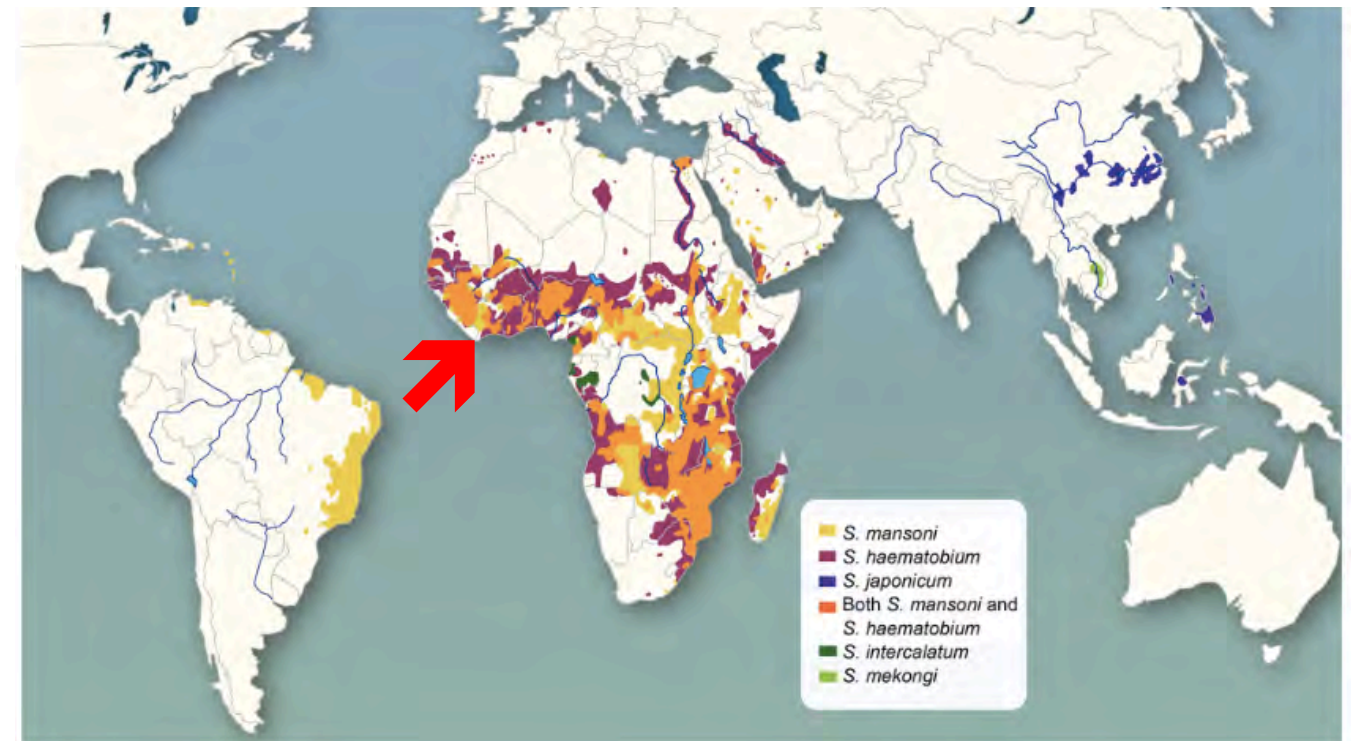 S. mansoni
S. haematobium
S. japonicum
Both S. mansoni and
S. haematobium
S. intercalatum
S. mekongi